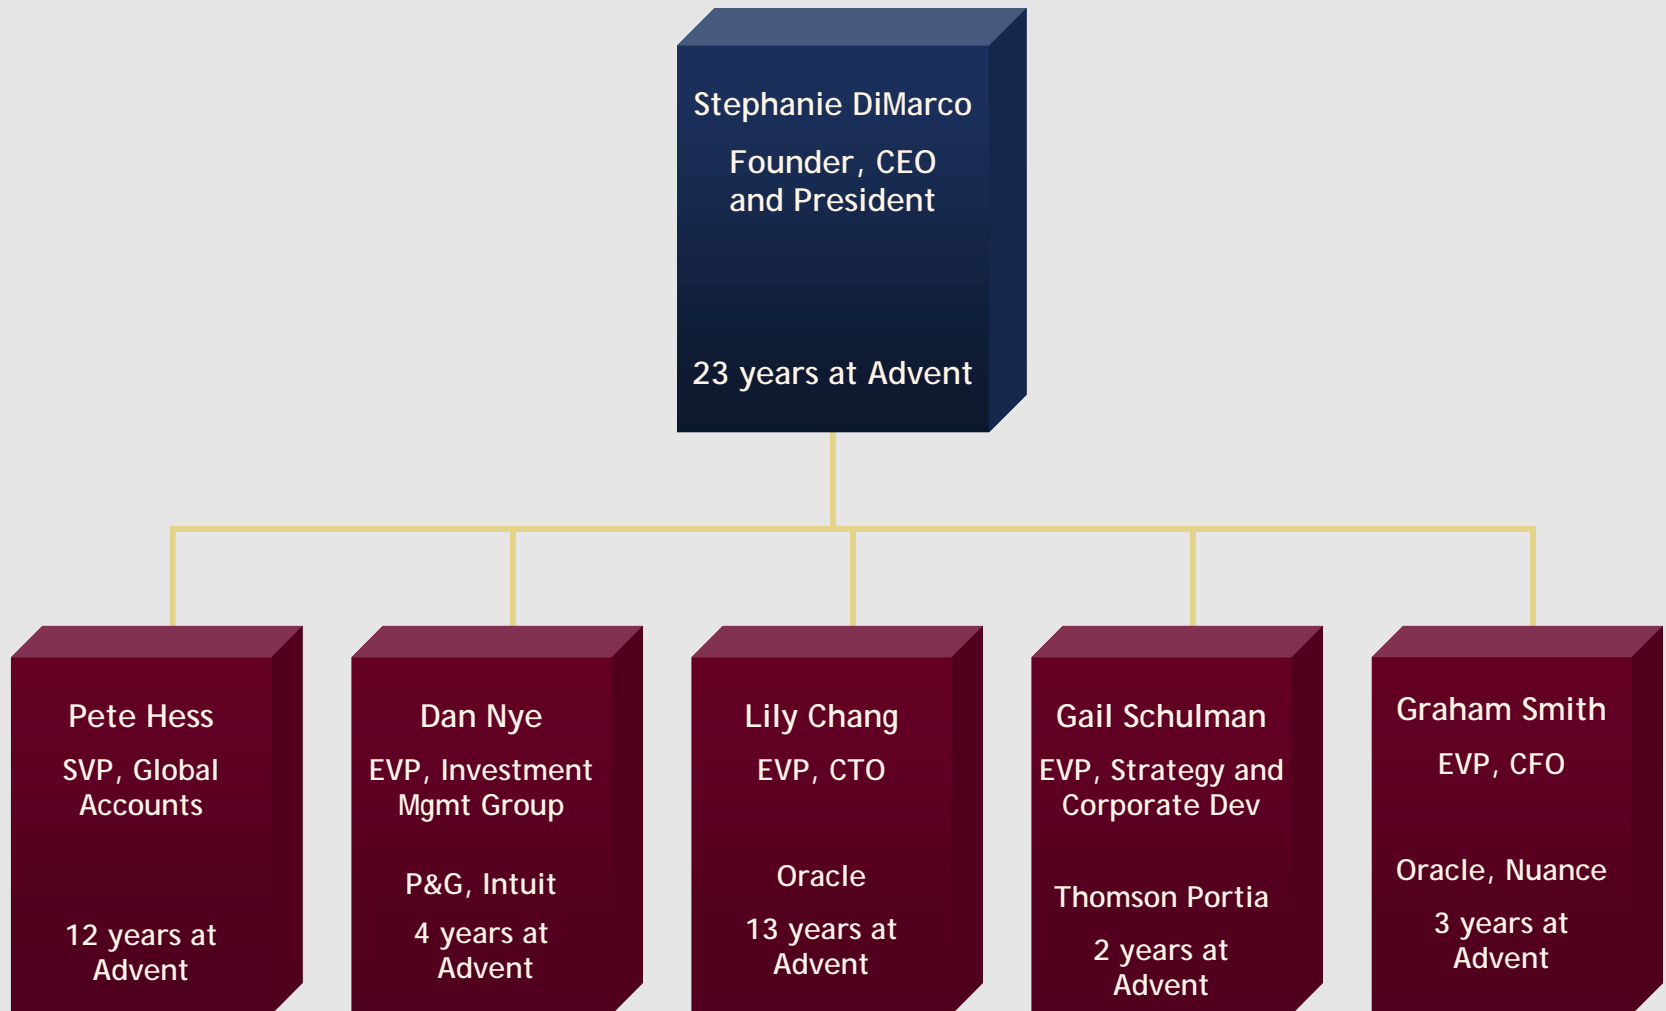 Stephanie DiMarco
Founder, CEO
and President
23 years at Advent
Pete Hess
SVP, Global
Accounts
12 years at
Advent
Dan Nye
EVP, Investment
Mgmt Group
P&G, Intuit
4 years at
Advent
Lily Chang
EVP, CTO
Oracle
13 years at
Advent
Gail Schulman
EVP, Strategy and
Corporate Dev
Thomson Portia
2 years at
Advent
Graham Smith
EVP, CFO
Oracle, Nuance
3 years at
Advent